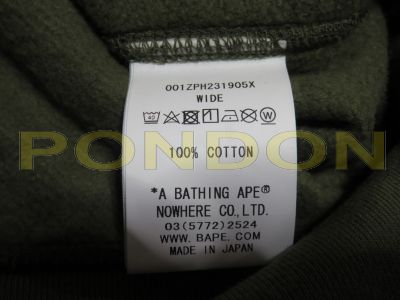 001ZPH231905X
WIDE
100% COTTON
PONDON
*A BATHING APE®
NOWHERE CO.,LTD.
03(5772)2524
WWW.BAPE.COM
MADE IN JAPAN